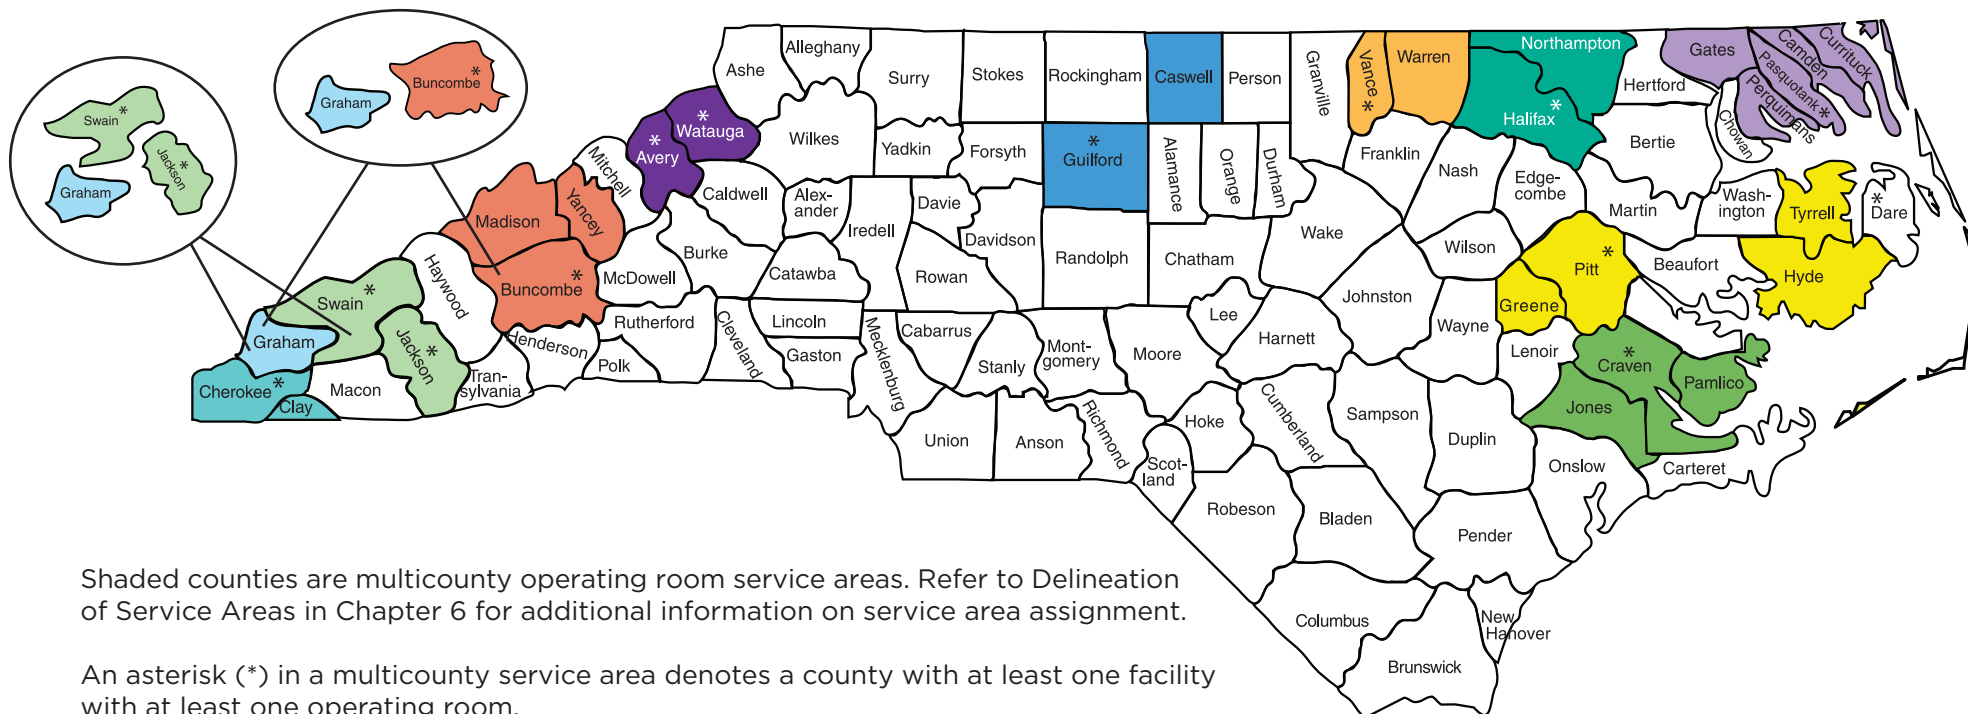 Swain *
Jackson *
Graham
Graham
Buncombe *
Ashe
Alleghany
Surry
Stokes
Rockingham
Caswell
Person
Granville
Vance *
Warren
Northampton
Halifax *
Hertford
Gates
Camden
Currituck
Pasquotank *
Perquimans
Chowan
Bertie
Watauga *
Avery *
Wilkes
Yadkin
Forsyth
Guilford *
Alamance
Orange
Durham
Franklin
Nash
Edge-
combe
Martin
Wash-
ington
Tyrrell
* Dare
Mitchell
Caldwell
Alex-
ander
Iredell
Davie
Davidson
Randolph
Chatham
Wake
Wilson
Pitt *
Beaufort
Hyde
Madison
Yancey
Buncombe *
McDowell
Burke
Catawba
Rowan
Johnston
Greene
Wayne
Lenoir
Craven *
Pamlico
Jones
Haywood
Swain *
Graham
Jackson *
Cherokee *
Clay
Macon
Tran-
sylvania
Henderson
Polk
Rutherford
Cleveland
Lincoln
Gaston
Mecklenburg
Cabarrus
Stanly
Mont-
gomery
Moore
Lee
Harnett
Union
Anson
Richmond
Scot-
land
Hoke
Cumberland
Sampson
Duplin
Onslow
Carteret
Robeson
Bladen
Pender
Columbus
Brunswick
New
Hanover
Shaded counties are multicounty operating room service areas. Refer to Delineation
of Service Areas in Chapter 6 for additional information on service area assignment.
An asterisk (*) in a multicounty service area denotes a county with at least one facility
with at least one operating room.